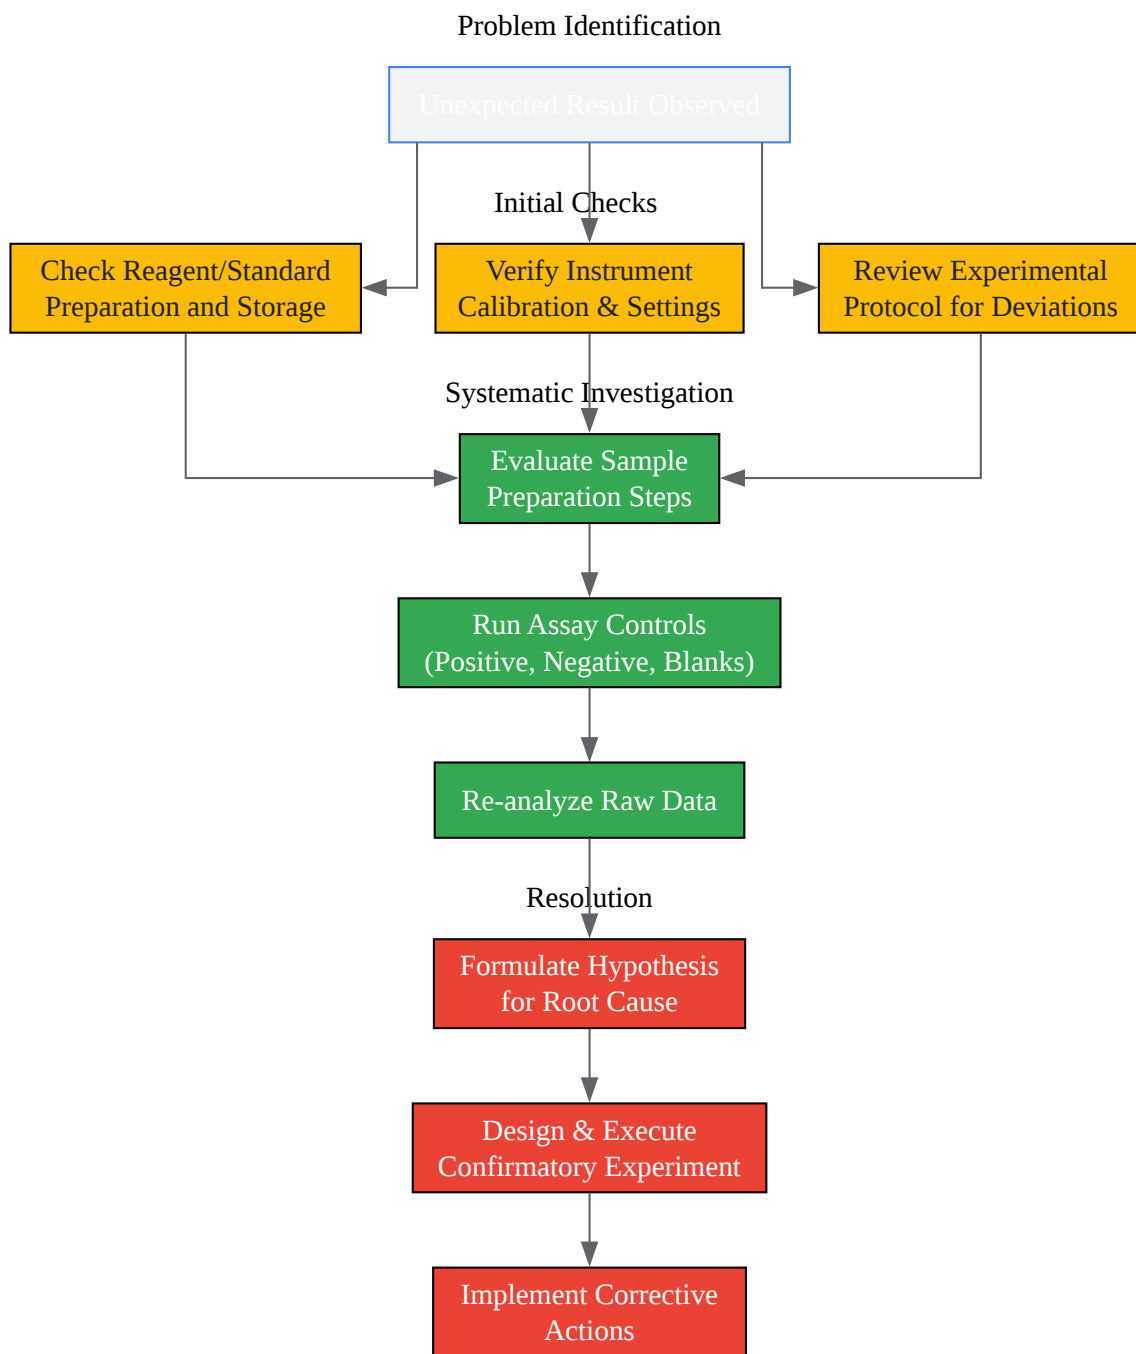 Problem Identification
Unexpected Result Observed
Initial Checks
Check Reagent/Standard
Preparation and Storage
Verify Instrument
Calibration & Settings
Review Experimental
Protocol for Deviations
Systematic Investigation
Evaluate Sample
Preparation Steps
Run Assay Controls
(Positive, Negative, Blanks)
Re-analyze Raw Data
Resolution
Formulate Hypothesis
for Root Cause
Design & Execute
Confirmatory Experiment
Implement Corrective
Actions